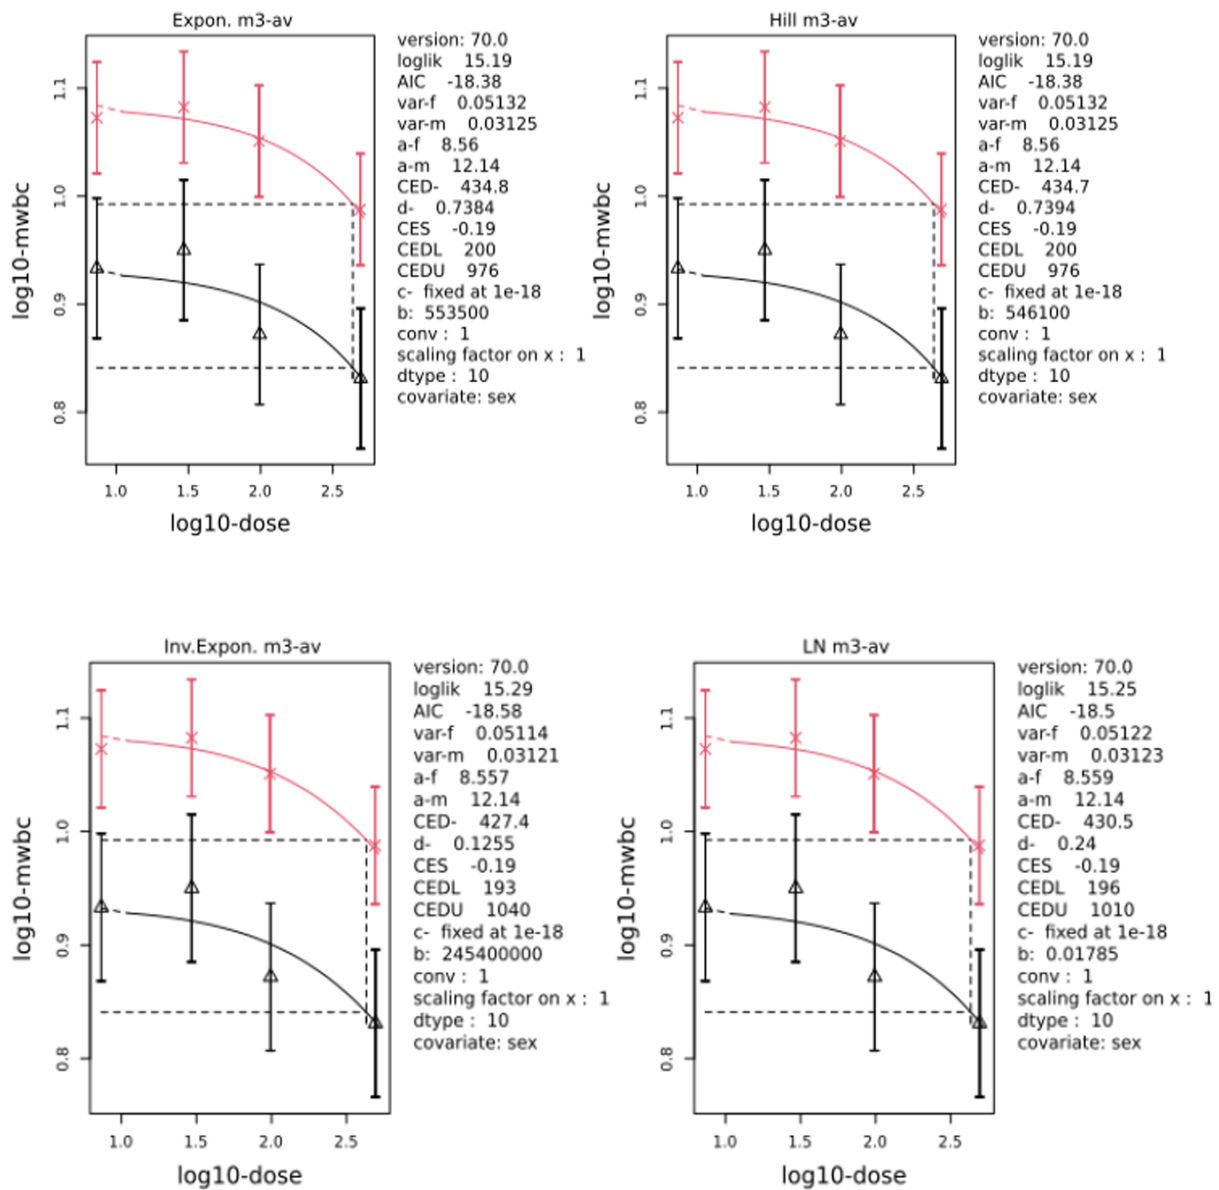 Expon. m3-av
log10-mwbc
1.1
1.0
0.9
0.8
1.0 1.5 2.0 2.5
log10-dose
version: 70.0
loglik 15.19
AIC -18.38
var-f 0.05132
var-m 0.03125
a-f 8.56
a-m 12.14
CED- 434.8
d- 0.7384
CES -0.19
CEDL 200
CEDU 976
c- fixed at 1e-18
b: 553500
conv : 1
scaling factor on x : 1
dtype : 10
covariate: sex
Hill m3-av
log10-mwbc
1.1
1.0
0.9
0.8
1.0 1.5 2.0 2.5
log10-dose
version: 70.0
loglik 15.19
AIC -18.38
var-f 0.05132
var-m 0.03125
a-f 8.56
a-m 12.14
CED- 434.7
d- 0.7394
CES -0.19
CEDL 200
CEDU 976
c- fixed at 1e-18
b: 546100
conv : 1
scaling factor on x : 1
dtype : 10
covariate: sex
Inv.Expon. m3-av
log10-mwbc
1.1
1.0
0.9
0.8
1.0 1.5 2.0 2.5
log10-dose
version: 70.0
loglik 15.29
AIC -18.58
var-f 0.05114
var-m 0.03121
a-f 8.557
a-m 12.14
CED- 427.4
d- 0.1255
CES -0.19
CEDL 193
CEDU 1040
c- fixed at 1e-18
b: 245400000
conv : 1
scaling factor on x : 1
dtype : 10
covariate: sex
LN m3-av
log10-mwbc
1.1
1.0
0.9
0.8
1.0 1.5 2.0 2.5
log10-dose
version: 70.0
loglik 15.25
AIC -18.5
var-f 0.05122
var-m 0.03123
a-f 8.559
a-m 12.14
CED- 430.5
d- 0.24
CES -0.19
CEDL 196
CEDU 1010
c- fixed at 1e-18
b: 0.01785
conv : 1
scaling factor on x : 1
dtype : 10
covariate: sex